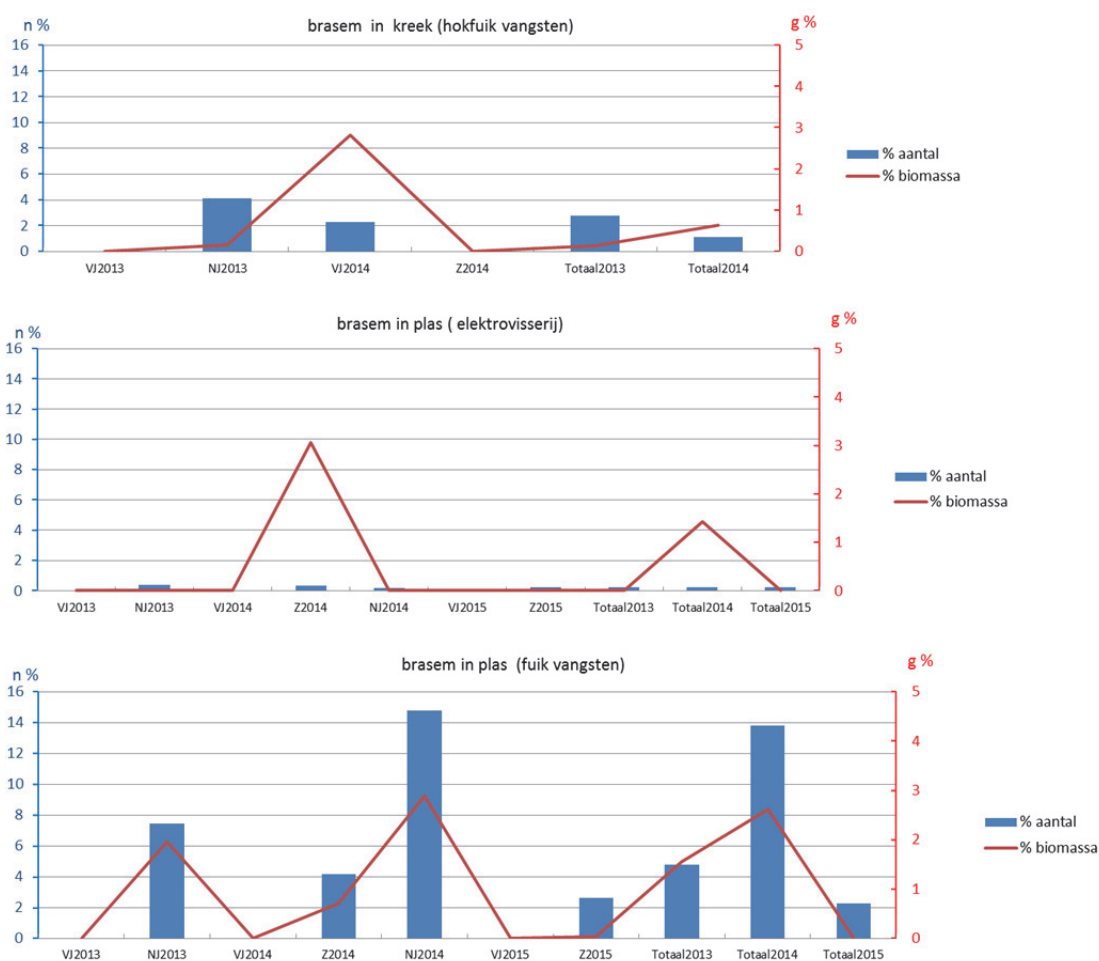 brasem in kreek (hokfuik vangsten)
n %
g %
16
14
12
10
8
6
4
2
0
5
4
3
2
1
0
VJ2013 NJ2013 VJ2014 Z2014 Totaal2013 Totaal2014
% aantal
% biomassa
brasem in plas ( elektrovisserij)
n %
g %
16
14
12
10
8
6
4
2
0
5
4
3
2
1
0
VJ2013 NJ2013 VJ2014 Z2014 NJ2014 VJ2015 Z2015 Totaal2013 Totaal2014 Totaal2015
% aantal
% biomassa
brasem in plas (fuik vangsten)
n %
g %
16
14
12
10
8
6
4
2
0
5
4
3
2
1
0
VJ2013 NJ2013 VJ2014 Z2014 NJ2014 VJ2015 Z2015 Totaal2013 Totaal2014 Totaal2015
% aantal
% biomassa